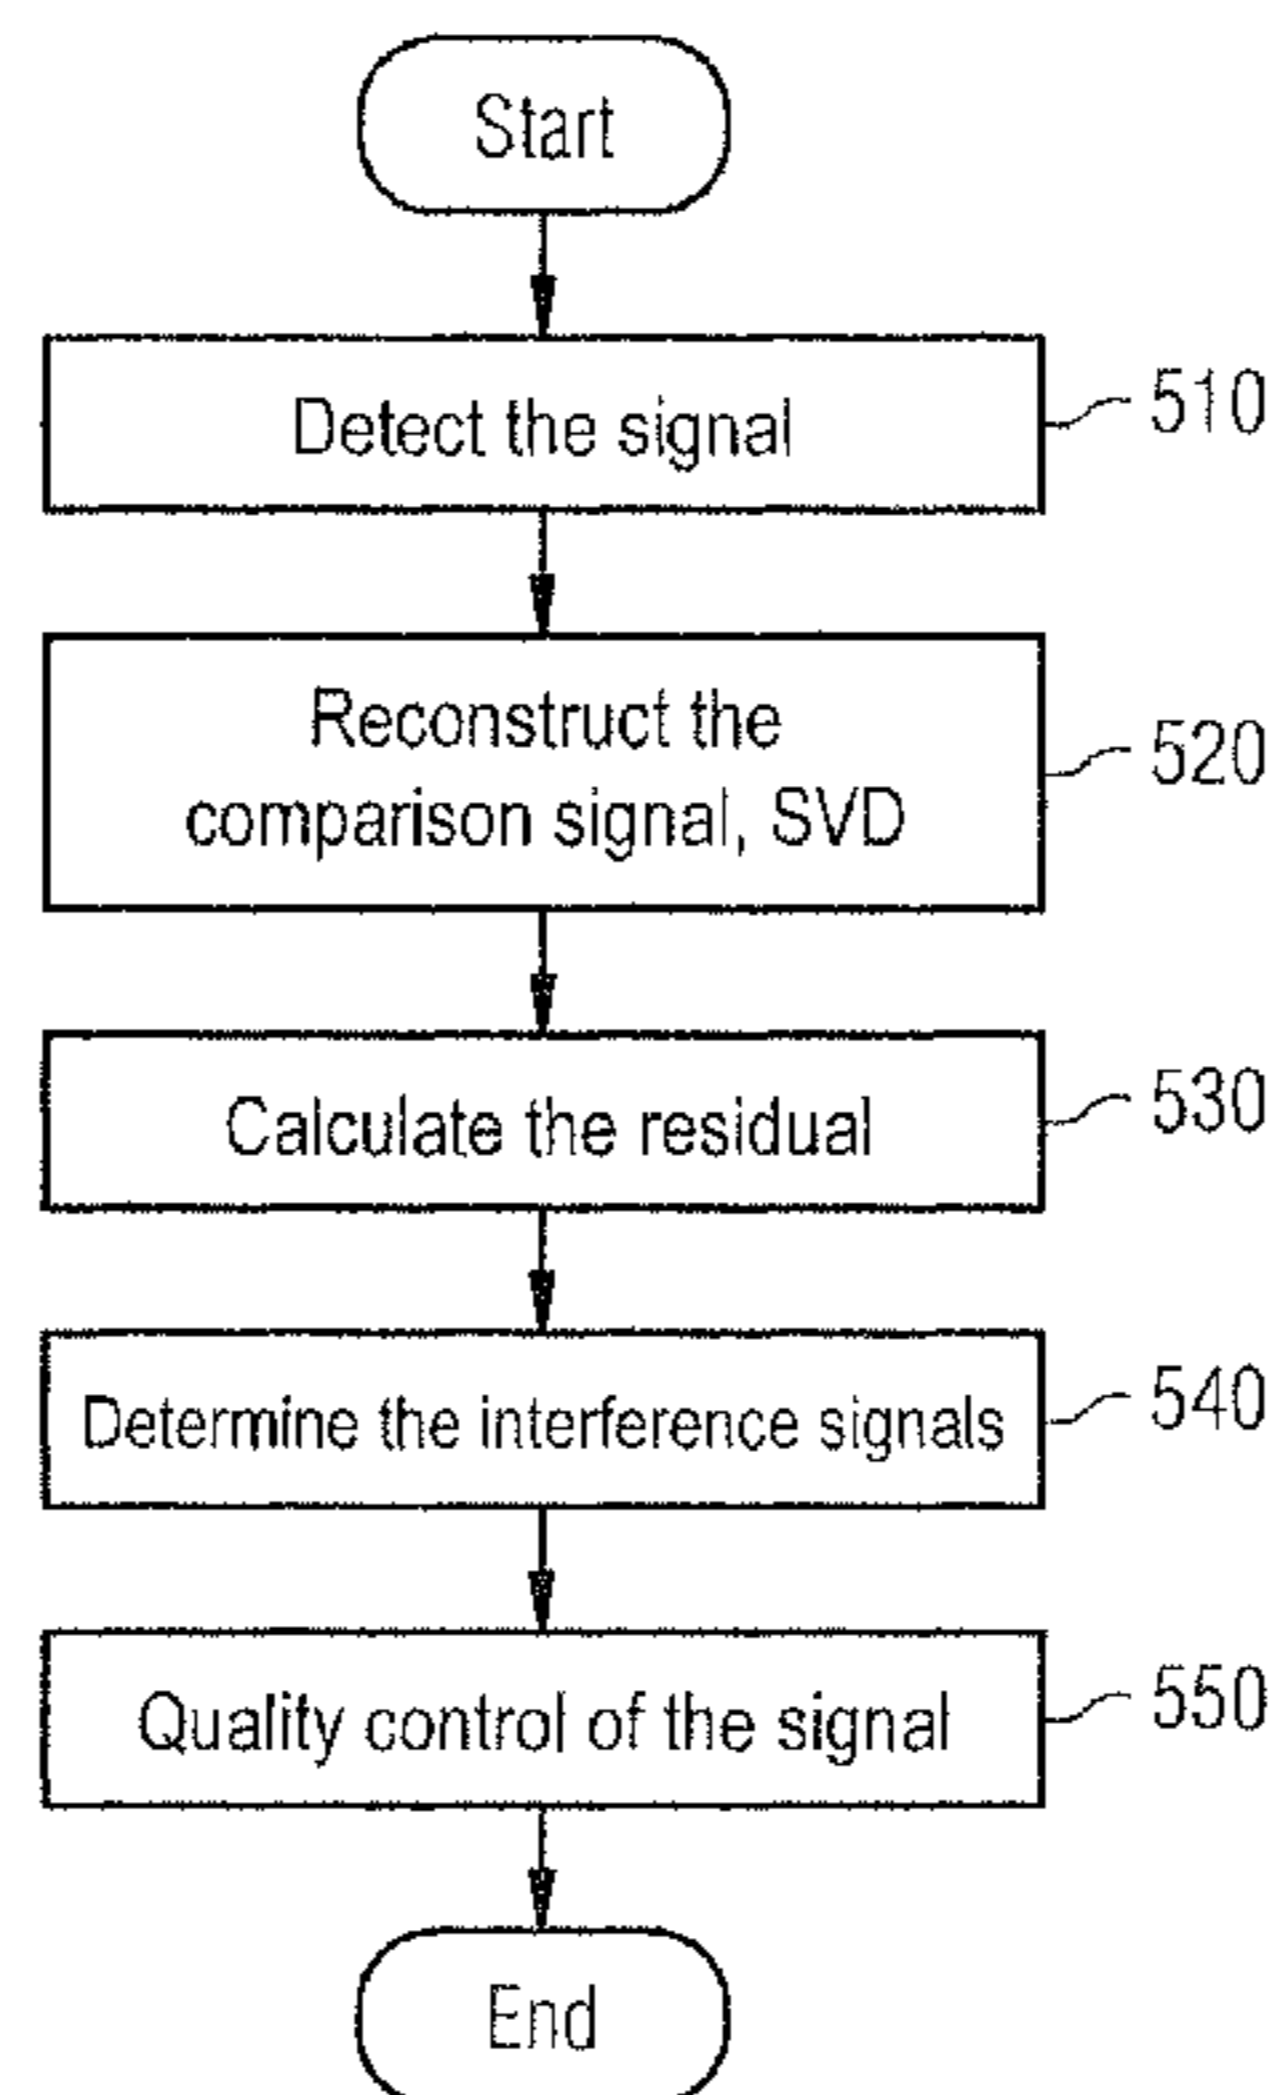 Start
Detect the signal
510
Reconstruct the
comparison signal, SVD
520
Calculate the residual
530
Determine the interference signals
540
Quality control of the signal
550
End